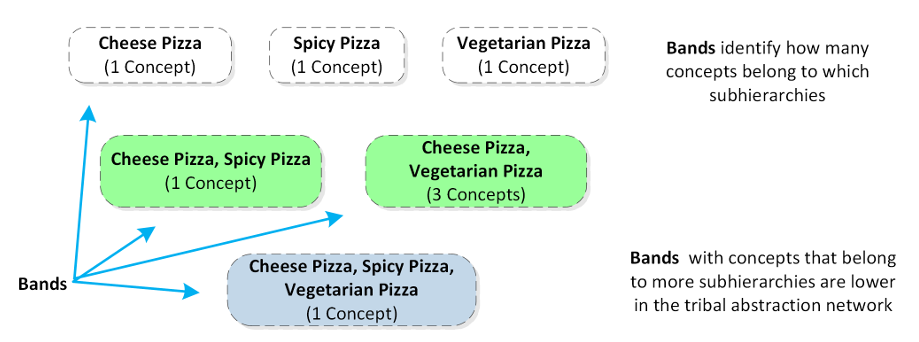 Cheese Pizza
(1 Concept)
Spicy Pizza
(1 Concept)
Vegetarian Pizza
(1 Concept)
Bands identify how many
concepts belong to which
subhierarchies
Cheese Pizza, Spicy Pizza
(1 Concept)
Cheese Pizza,
Vegetarian Pizza
(3 Concepts)
Bands
Cheese Pizza, Spicy Pizza,
Vegetarian Pizza
(1 Concept)
Bands with concepts that belong
to more subhierarchies are lower
in the tribal abstraction network